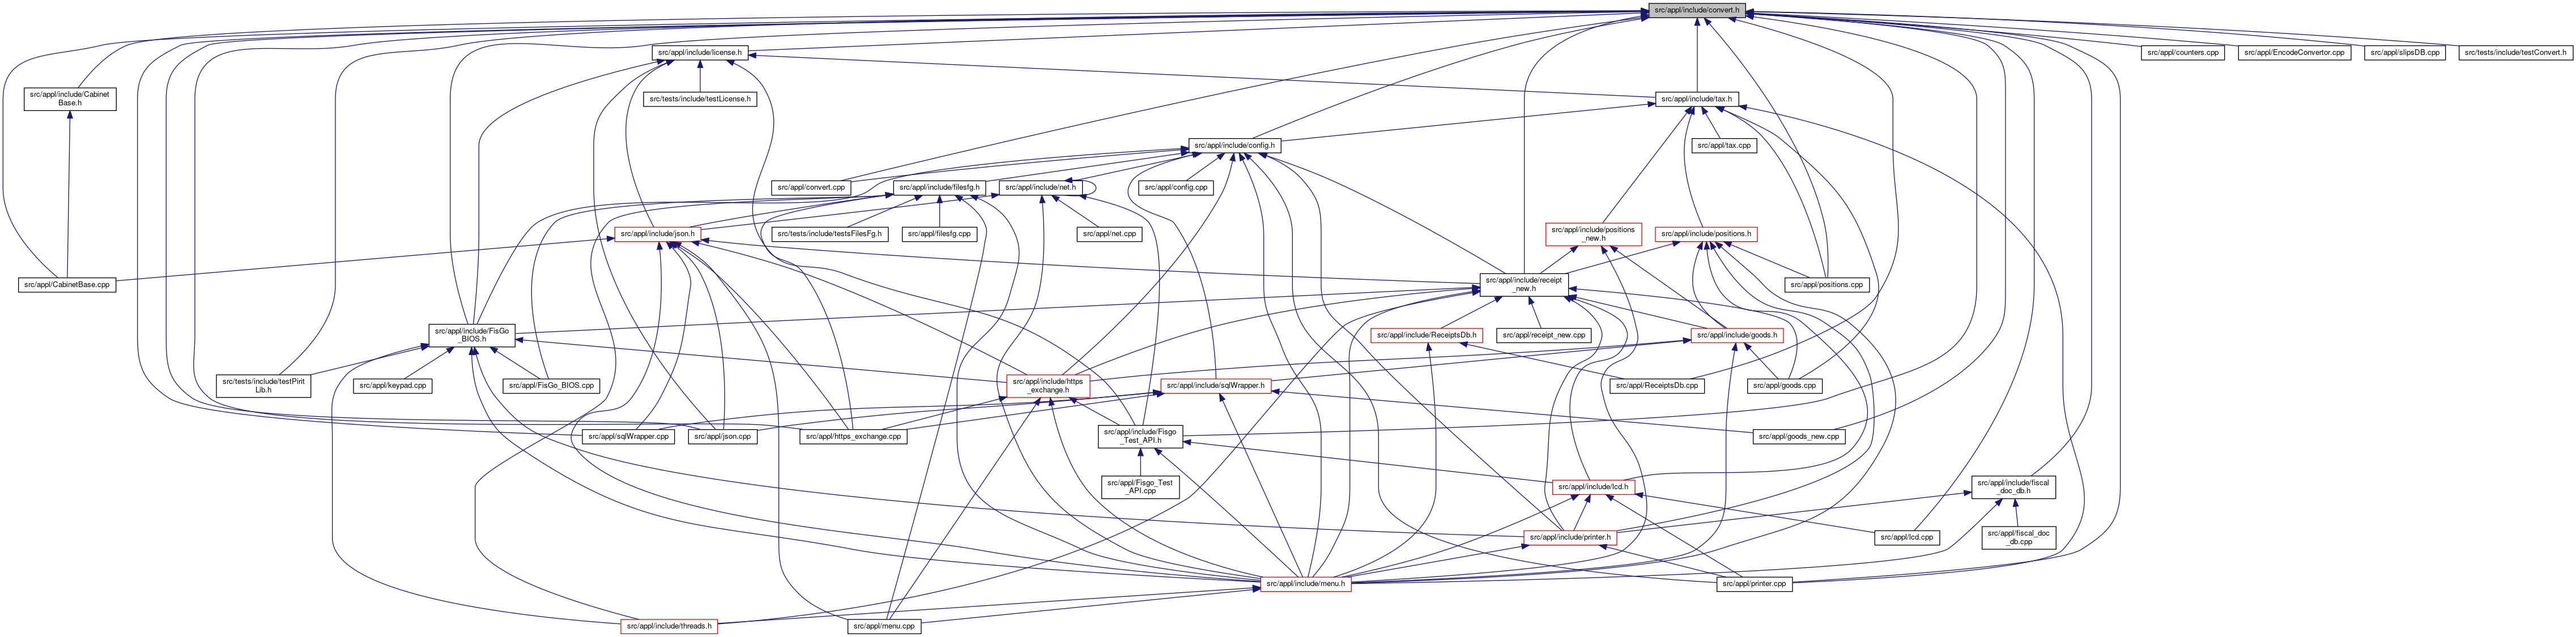 src/appl/include/convert.h
src/appl/include/license.h
src/appl/counters.cpp
src/appl/EncodeConvertor.cpp
src/appl/slipsDB.cpp
src/tests/include/testConvert.h
src/appl/include/Cabinet
Base.h
src/tests/include/testLicense.h
src/appl/include/tax.h
src/appl/include/config.h
src/appl/tax.cpp
src/appl/convert.cpp
src/appl/include/filesfg.h
src/appl/include/net.h
src/appl/config.cpp
src/appl/include/json.h
src/tests/include/testsFilesFg.h
src/appl/filesfg.cpp
src/appl/net.cpp
src/appl/include/positions
_new.h
src/appl/include/positions.h
src/appl/CabinetBase.cpp
src/appl/include/receipt
_new.h
src/appl/positions.cpp
src/appl/include/FisGo
_BIOS.h
src/appl/include/ReceiptsDb.h
src/appl/receipt_new.cpp
src/appl/include/goods.h
src/tests/include/testPirit
Lib.h
src/appl/keypad.cpp
src/appl/FisGo_BIOS.cpp
src/appl/include/https
_exchange.h
src/appl/include/sqlWrapper.h
src/appl/ReceiptsDb.cpp
src/appl/goods.cpp
src/appl/sqlWrapper.cpp
src/appl/json.cpp
src/appl/https_exchange.cpp
src/appl/include/Fisgo
_Test_API.h
src/appl/goods_new.cpp
src/appl/Fisgo_Test
_API.cpp
src/appl/include/lcd.h
src/appl/include/fiscal
_doc_db.h
src/appl/include/printer.h
src/appl/lcd.cpp
src/appl/fiscal_doc
_db.cpp
src/appl/include/menu.h
src/appl/printer.cpp
src/appl/include/threads.h
src/appl/menu.cpp